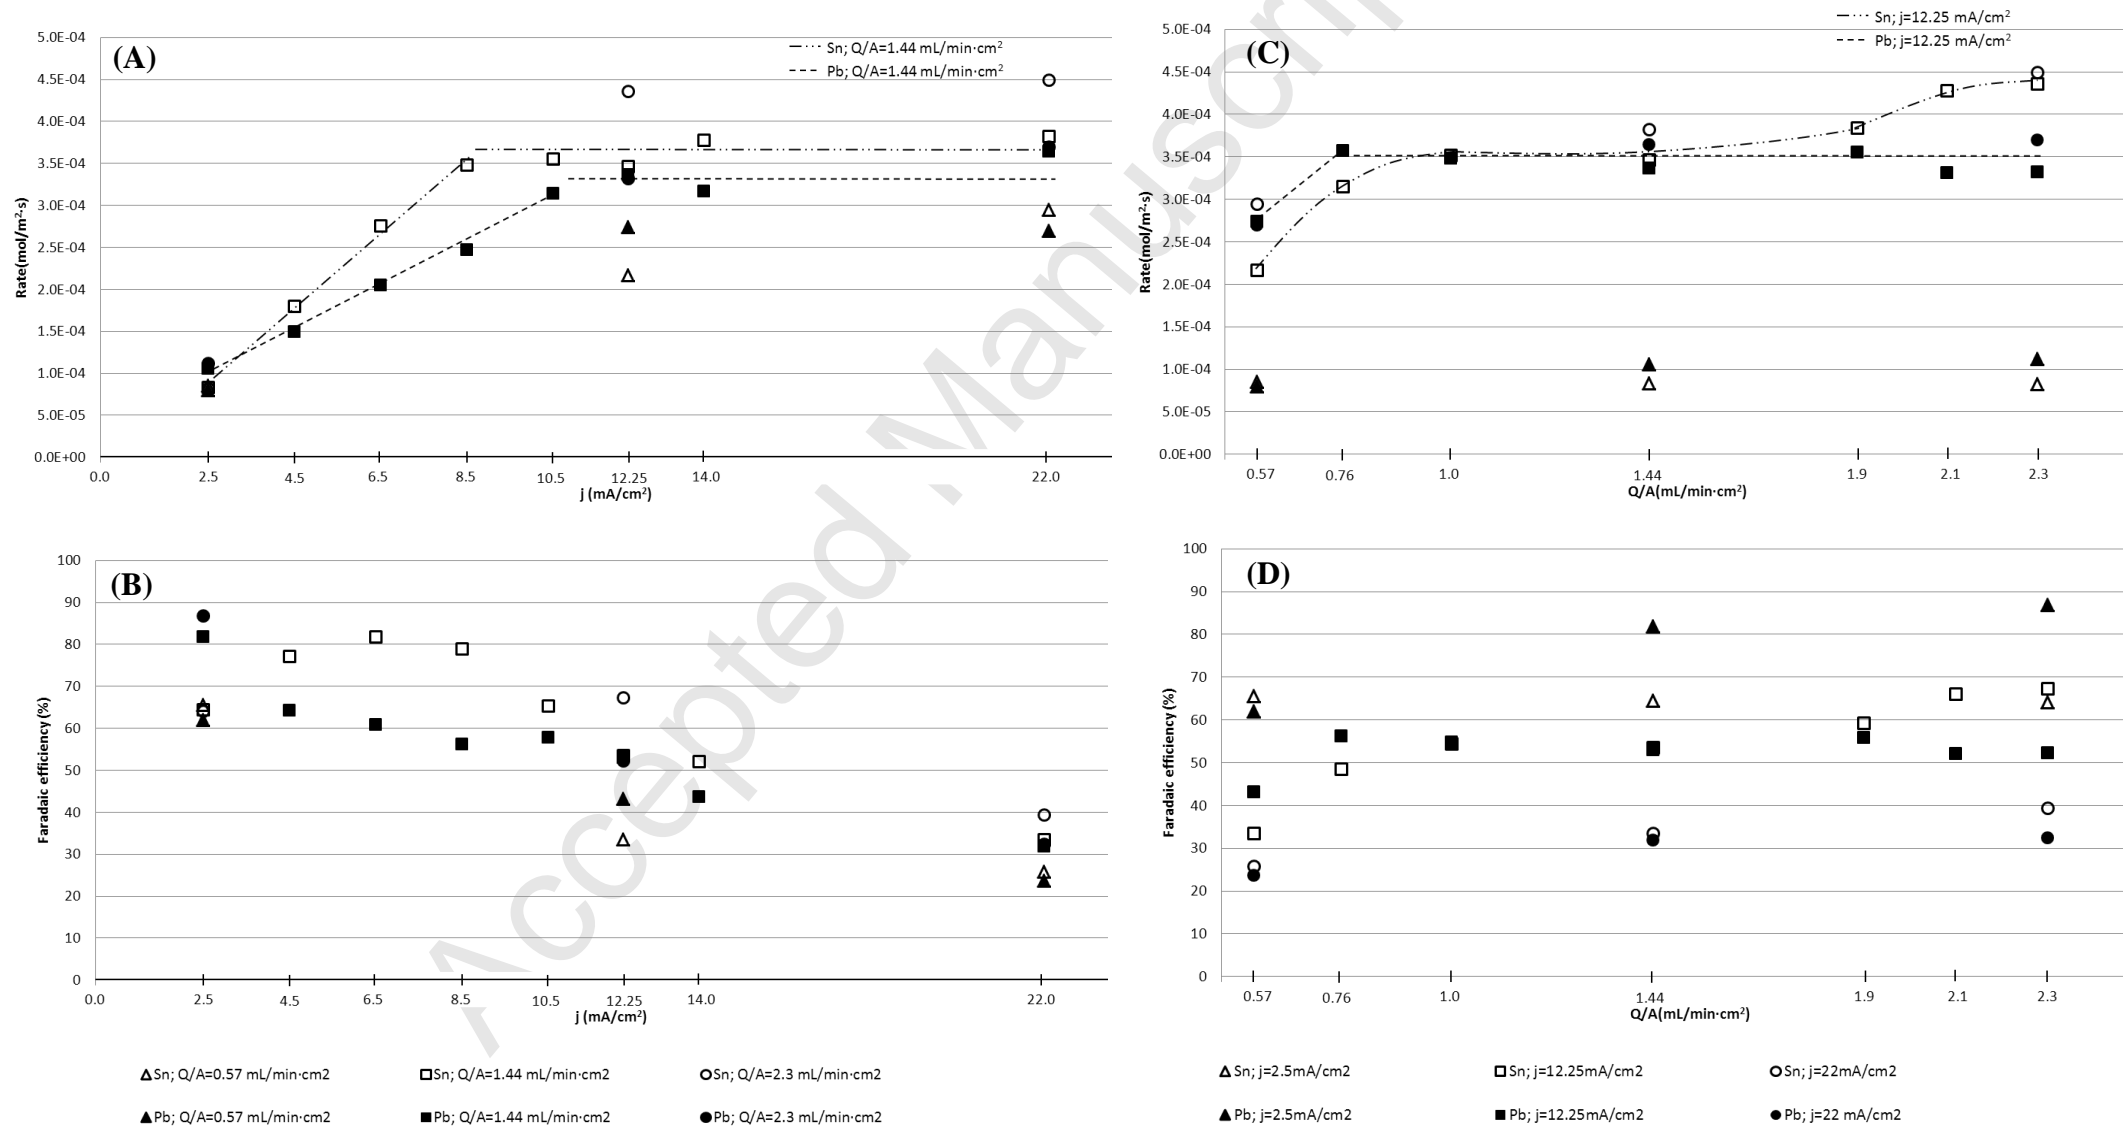 (A)
Sn; Q/A=1.44 mL/min·cm²
Pb; Q/A=1.44 mL/min·cm²
5.0E-04
4.5E-04
4.0E-04
3.5E-04
3.0E-04
2.5E-04
2.0E-04
1.5E-04
1.0E-04
5.0E-05
0.0E+00
Rate(mol/m²·s)
0.0 2.5 4.5 6.5 8.5 10.5 12.25 14.0 22.0
j (mA/cm²)
(C)
Sn; j=12.25 mA/cm²
Pb; j=12.25 mA/cm²
5.0E-04
4.5E-04
4.0E-04
3.5E-04
3.0E-04
2.5E-04
2.0E-04
1.5E-04
1.0E-04
5.0E-05
0.0E+00
Rate(mol/m²·s)
0.57 0.76 1.0 1.44 1.9 2.1 2.3
Q/A(mL/min·cm²)
(B)
100
90
80
70
60
50
40
30
20
10
0
Faradaic efficiency (%)
0.0 2.5 4.5 6.5 8.5 10.5 12.25 14.0 22.0
j (mA/cm²)
Sn; Q/A=0.57 mL/min·cm2 Sn; Q/A=1.44 mL/min·cm2 Sn; Q/A=2.3 mL/min·cm2
Pb; Q/A=0.57 mL/min·cm2 Pb; Q/A=1.44 mL/min·cm2 Pb; Q/A=2.3 mL/min·cm2
(D)
100
90
80
70
60
50
40
30
20
10
0
Faradaic efficiency (%)
0.57 0.76 1.0 1.44 1.9 2.1 2.3
Q/A(mL/min·cm²)
Sn; j=2.5mA/cm2 Sn; j=12.25mA/cm2 Sn; j=22mA/cm2
Pb; j=2.5mA/cm2 Pb; j=12.25mA/cm2 Pb; j=22 mA/cm2
Accepted Manuscrip